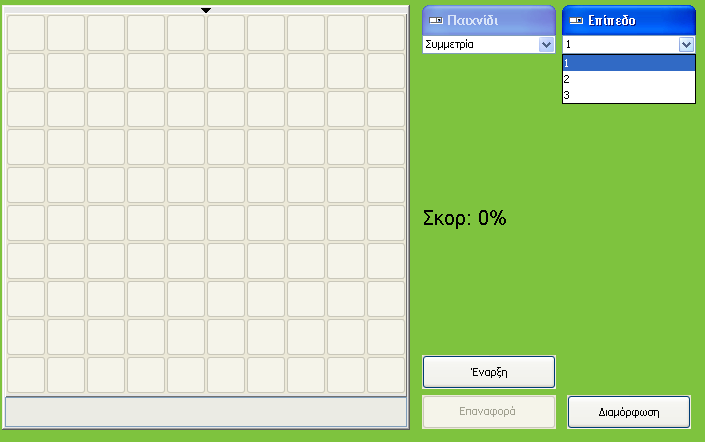 Παιχνίδι
Επίπεδο
Συμμετρία
1
1
2
3
Σκορ: 0%
Έναρξη
Επαναφορά
Διαμόρφωση